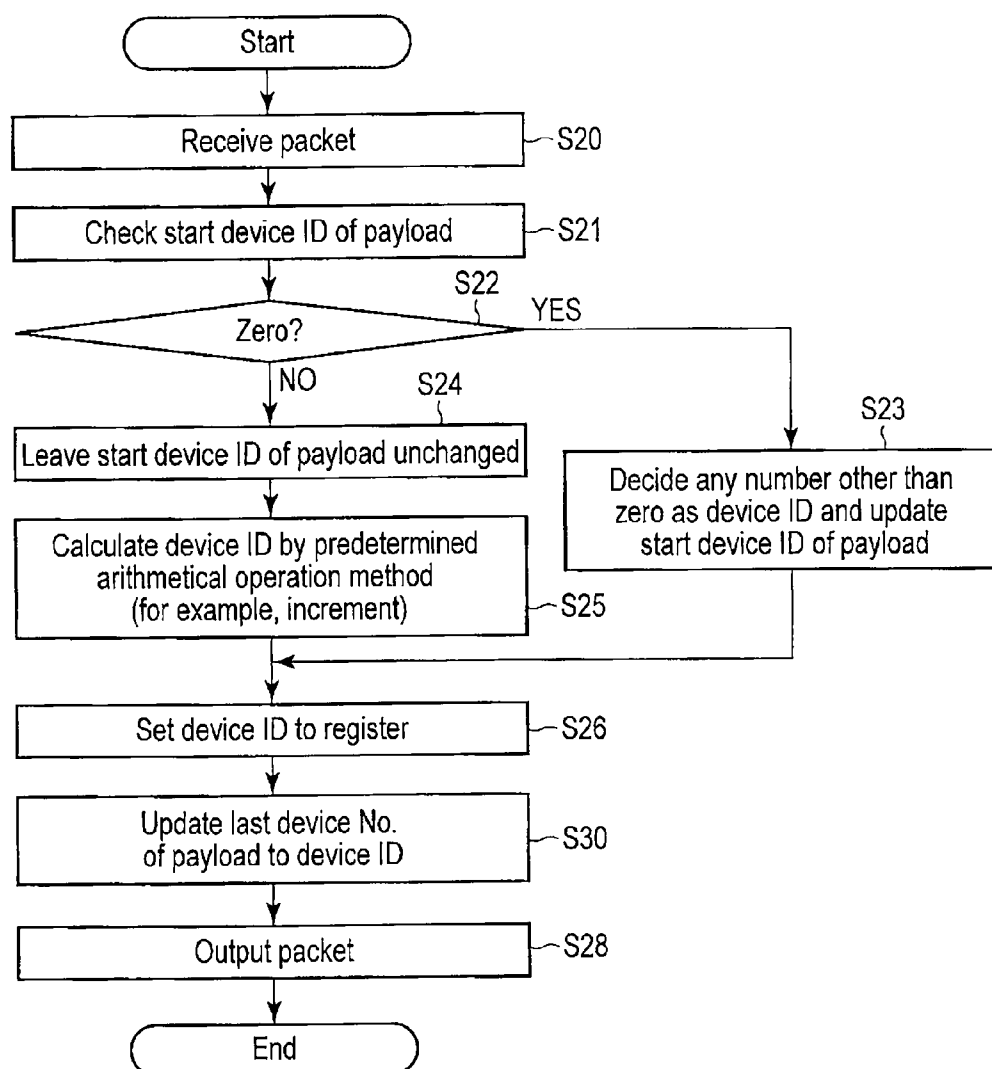 Start
Receive packet
S20
Check start device ID of payload
S21
S22
Zero?
YES
NO
S24
Leave start device ID of payload unchanged
S23
Decide any number other than
zero as device ID and update
start device ID of payload
Calculate device ID by predetermined
arithmetical operation method
(for example, increment)
S25
Set device ID to register
S26
Update last device No.
of payload to device ID
S30
Output packet
S28
End